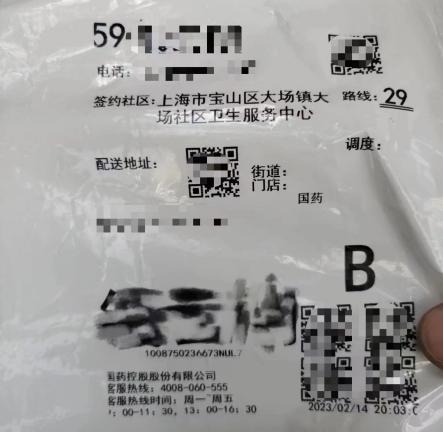 59
电话:
签约社区:上海市宝山区大场镇大
场社区卫生服务中心
路线: 29
调度:
配送地址:
街道:
门店:
国药
B
1008750236673NUL7
国药控股股份有限公司
客服热线: 4008-060-555
客服热线时间: 周一~周五
: 00-11: 30, 13: 00-16: 30
2023/02/14 20:03: